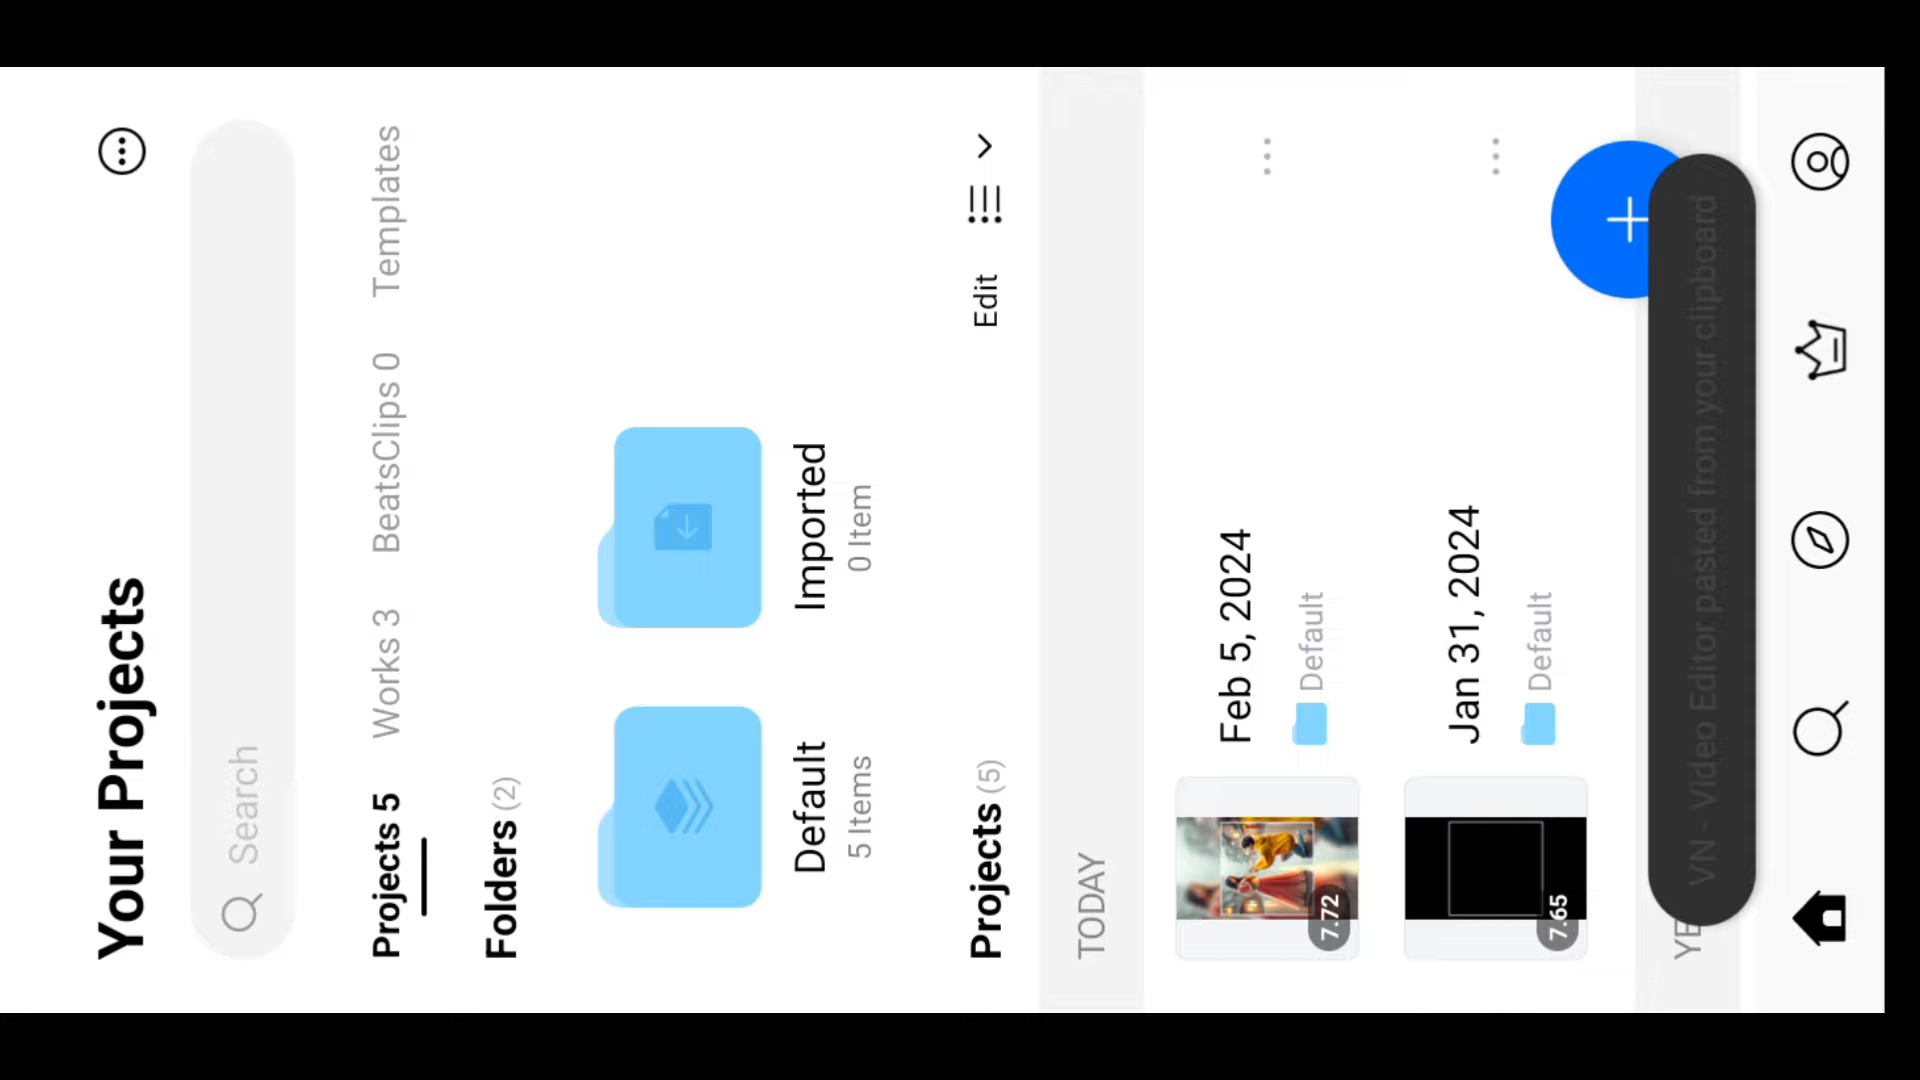 Your Projects
Search
Projects 5 Works 3 BeatsClips 0 Templates
Folders (2)
Default Imported
5 Items 0 Item
Projects (5) Edit
TODAY
7.72
Feb 5, 2024
Default
7.65
Jan 31, 2024
Default
YE
VN - Video Editor pasted from your clipboard